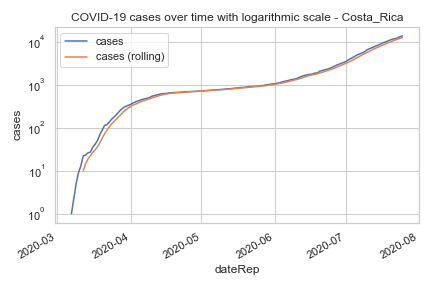 COVID-19 cases over time with logarithmic scale - Costa_Rica
cases
cases (rolling)
10⁴
10³
10²
10¹
10⁰
cases
2020-03
2020-04
2020-05
2020-06
2020-07
2020-08
dateRep